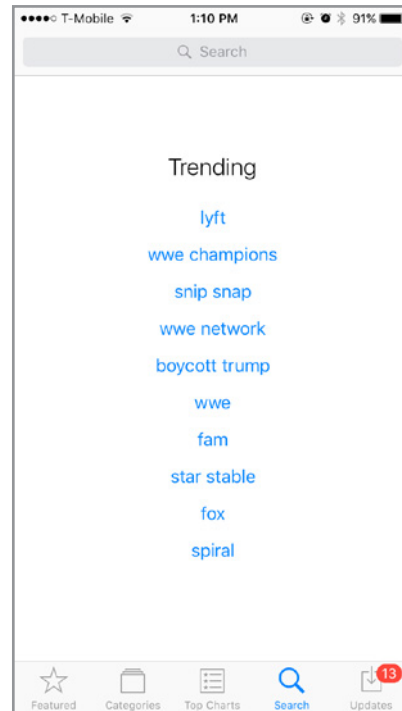 T-Mobile 1:10 PM 91%
Search
Trending
lyft
wwe champions
snip snap
wwe network
boycott trump
wwe
fam
star stable
fox
spiral
13
Featured Categories Top Charts Search Updates